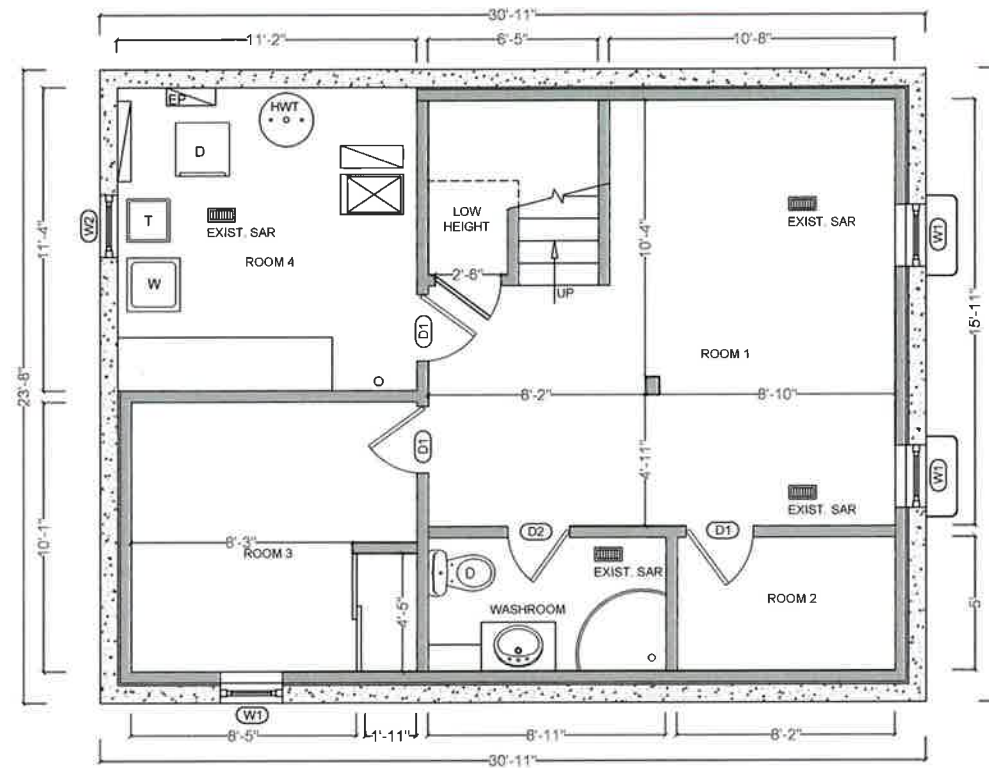 30'-11"
11'-2"
6'-5"
10'-8"
EP
HWT
D
W2
T
EXIST. SAR
ROOM 4
W
LOW
HEIGHT
2'-6"
UP
D1
EXIST. SAR
W1
10'-4"
11'-4"
23'-8"
15'-11"
ROOM 1
8'-2"
8'-10"
D1
4'-11"
W1
EXIST. SAR
10'-1"
D2
D1
8'-3"
ROOM 3
4'-5"
D
EXIST. SAR
WASHROOM
ROOM 2
5'
W1
8'-5"
1'-11"
8'-11"
8'-2"
30'-11"